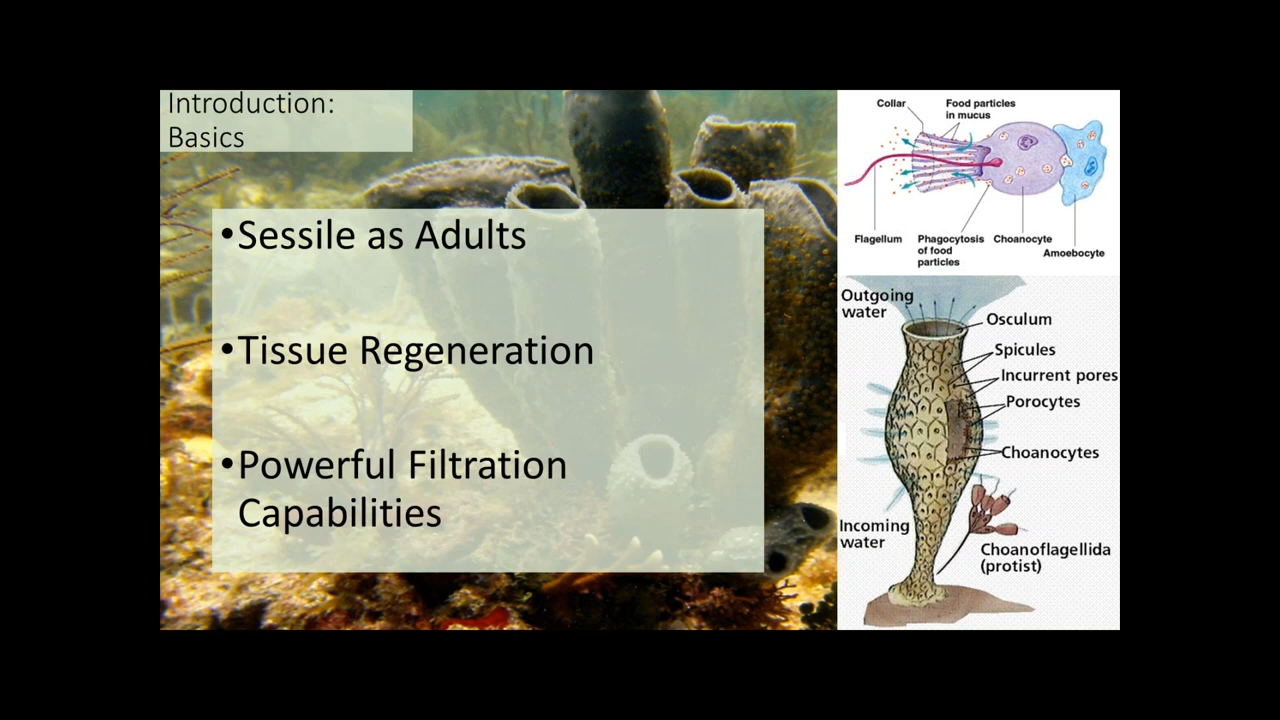 Introduction:
Basics
•Sessile as Adults
•Tissue Regeneration
•Powerful Filtration
Capabilities
Collar
Food particles
in mucus
Flagellum
Phagocytosis
of food
particles
Choanocyte
Amoebocyte
Outgoing
water
Osculum
Spicules
Incurrent pores
Porocytes
Choanocytes
Incoming
water
Choanoflagellida
(protist)